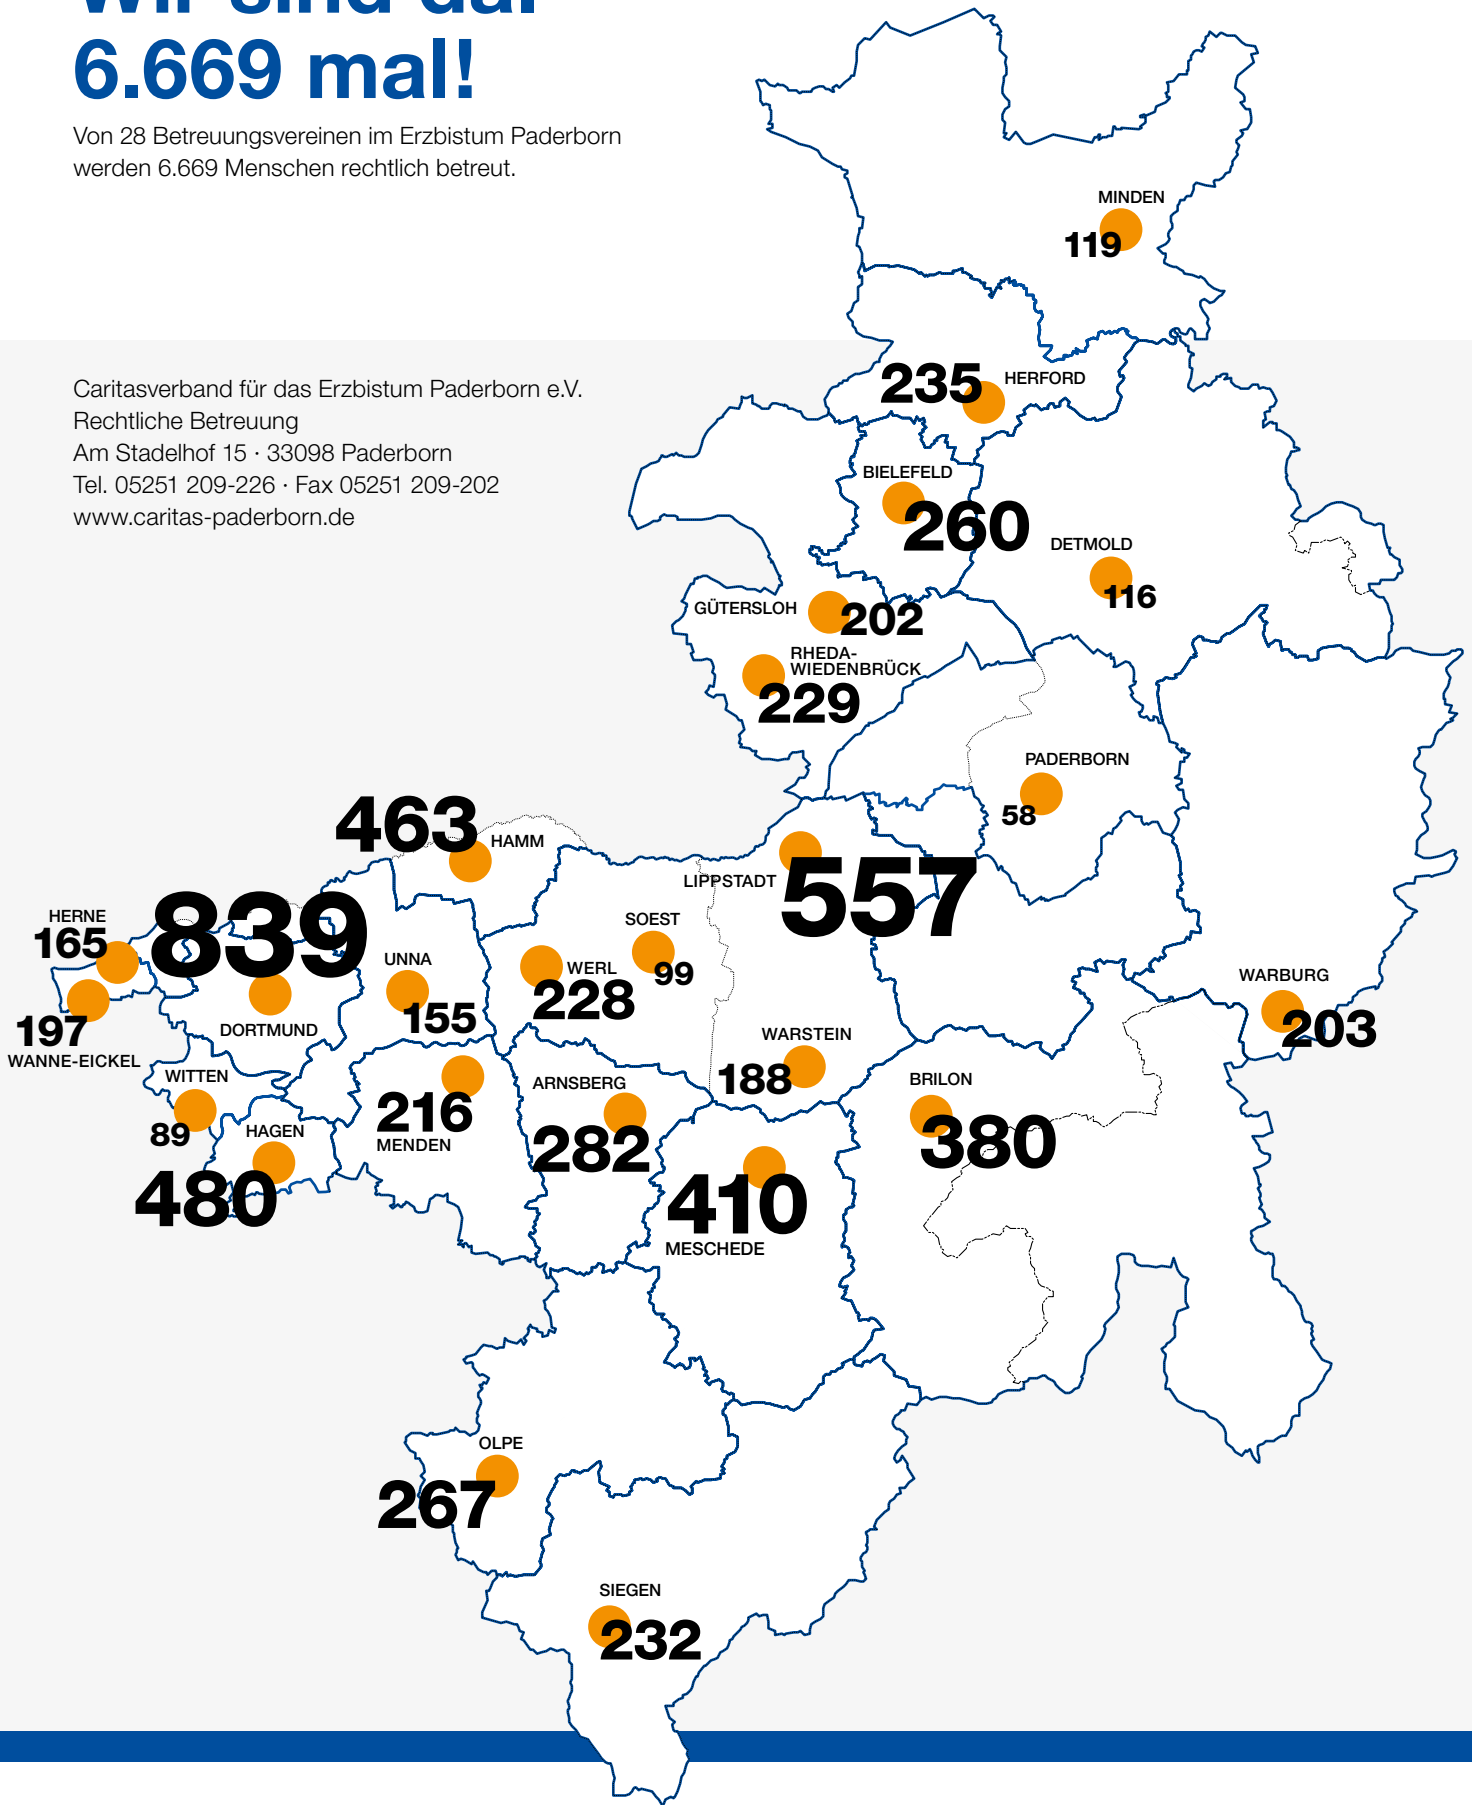 Wir sind da!
6.669 mal!
Von 28 Betreuungsvereinen im Erzbistum Paderborn
werden 6.669 Menschen rechtlich betreut.
MINDEN
119
Caritasverband für das Erzbistum Paderborn e.V.
Rechtliche Betreuung
Am Stadelhof 15 · 33098 Paderborn
Tel. 05251 209-226 · Fax 05251 209-202
www.caritas-paderborn.de
235
HERFORD
BIELEFELD
260
DETMOLD
116
GÜTERSLOH
202
RHEDA-
WIEDENBRÜCK
229
PADERBORN
58
463
HAMM
LIPPSTADT
557
HERNE
165
839
DORTMUND
UNNA
155
SOEST
99
WERL
228
WARBURG
203
197
WANNE-EICKEL
WARSTEIN
188
WITTEN
89
216
MENDEN
ARNSBERG
282
BRILON
380
HAGEN
480
410
MESCHEDE
OLPE
267
SIEGEN
232